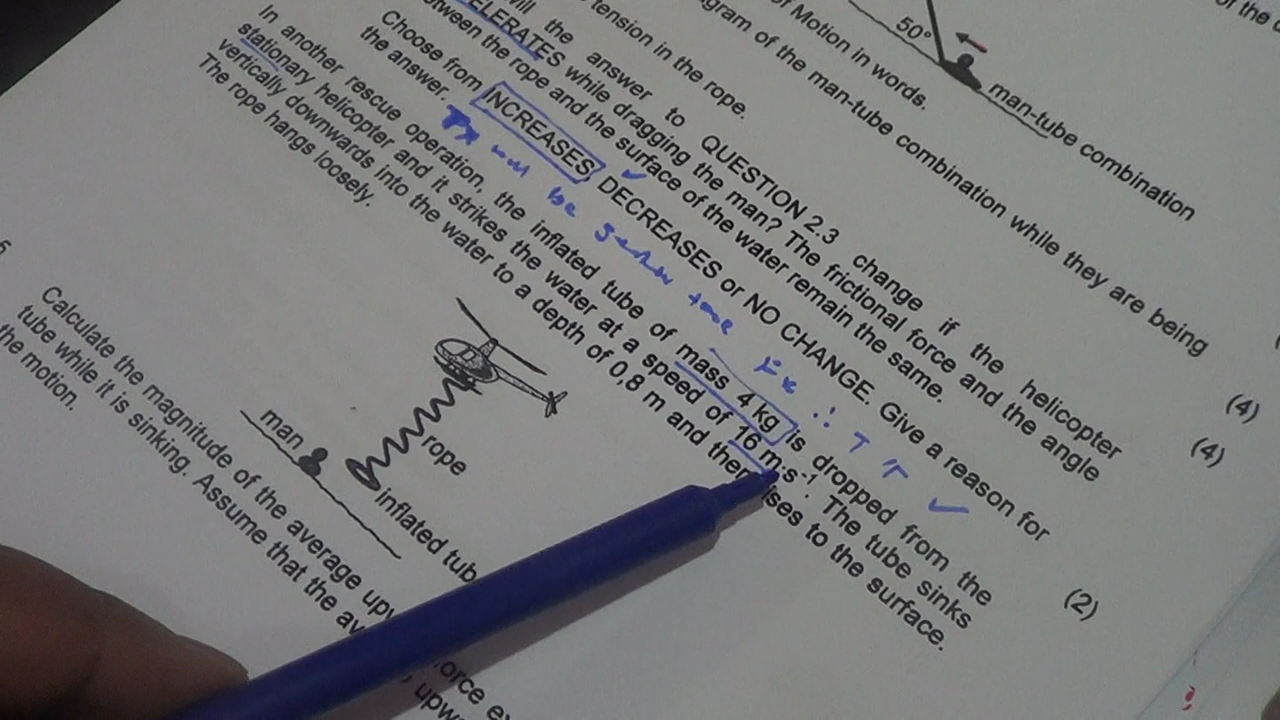 of the
of Motion in words.
50°
man-tube combination
gram of the man-tube combination while they are being
tension in the rope.
(4)
will the answer to QUESTION 2.3 change if the helicopter
ELERATES while dragging the man? The frictional force and the angle
between the rope and the surface of the water remain the same.
(4)
Choose from INCREASES, DECREASES or NO CHANGE. Give a reason for
the answer.
(2)
be same
∴ T ↑
In another rescue operation, the inflated tube of mass 4 kg is dropped from the
stationary helicopter and it strikes the water at a speed of 16 m·s-1. The tube sinks
vertically downwards into the water to a depth of 0,8 m and then rises to the surface.
The rope hangs loosely.
rope
man
inflated tub
Calculate the magnitude of the average upw
force ex
tube while it is sinking. Assume that the av
upw
the motion.